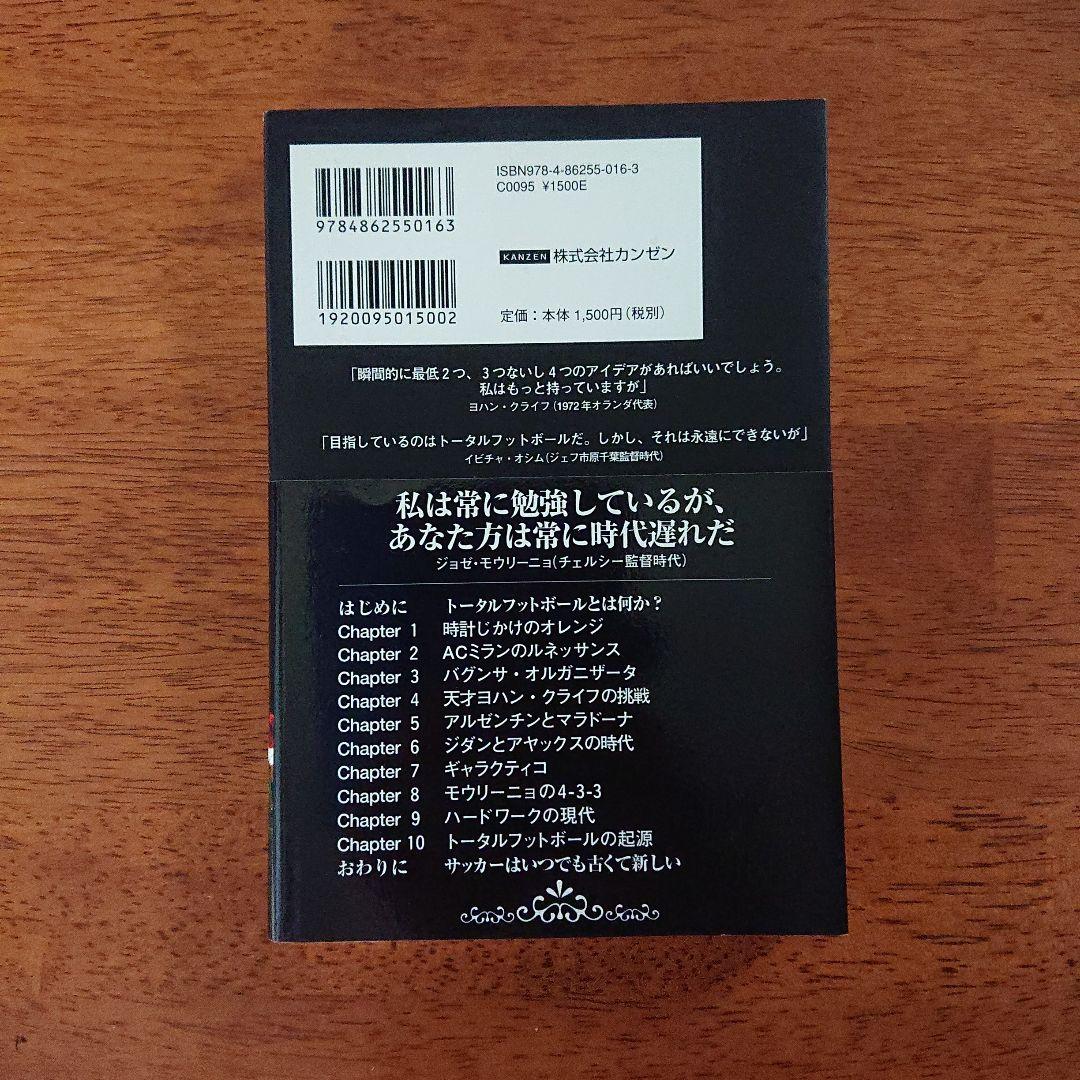 ISBN978-4-86255-016-3
C0095 ¥1500E
9784862550163
KANZEN 株式会社カンゼン
1920095015002
定価：本体 1,500円（税別）
「瞬間的に最低2つ、3つないし4つのアイデアがあればいいでしょう。
私はもっと持っていますが」
ヨハン・クライフ（1972年オランダ代表）
「目指しているのはトータルフットボールだ。しかし、それは永遠にできないが」
イビチャ・オシム（ジェフ市原千葉監督時代）
私は常に勉強しているが、
あなた方は常に時代遅れだ
ジョゼ・モウリーニョ（チェルシー監督時代）
はじめに トータルフットボールとは何か？
Chapter 1 時計じかけのオレンジ
Chapter 2 ACミランのルネッサンス
Chapter 3 バグンサ・オルガニザータ
Chapter 4 天才ヨハン・クライフの挑戦
Chapter 5 アルゼンチンとマラドーナ
Chapter 6 ジダンとアヤックスの時代
Chapter 7 ギャラクティコ
Chapter 8 モウリーニョの4-3-3
Chapter 9 ハードワークの現代
Chapter 10 トータルフットボールの起源
おわりに サッカーはいつでも古くて新しい